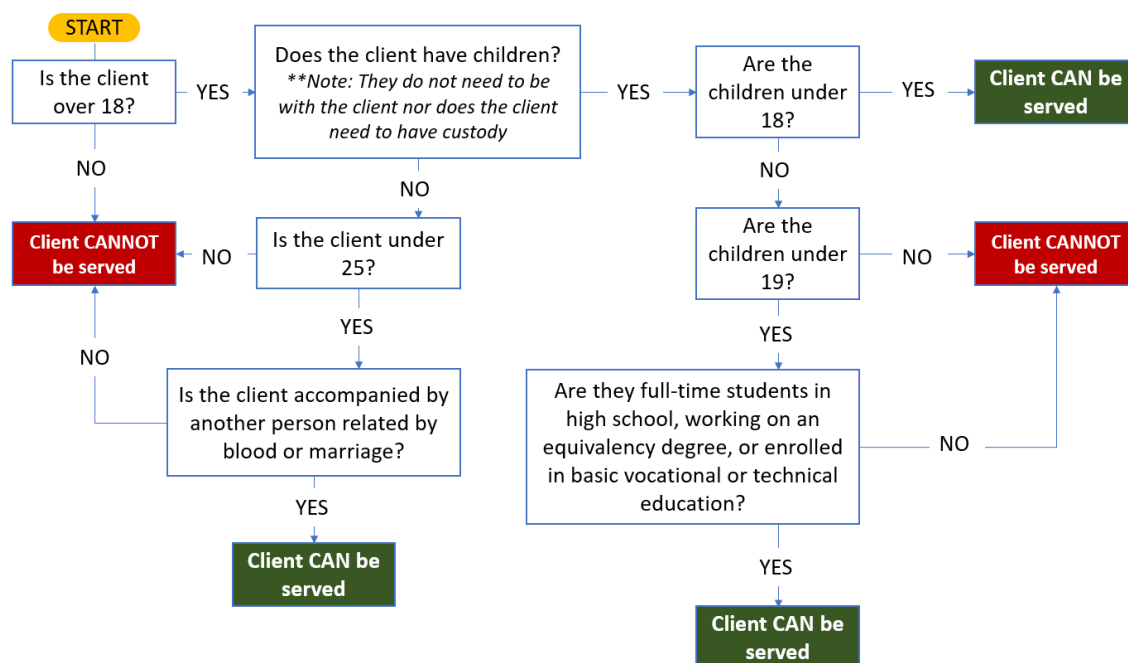 START
Is the client
over 18?
YES
Does the client have children?
**Note: They do not need to be
with the client nor does the client
need to have custody
YES
Are the
children under
18?
YES
Client CAN be
served
NO
NO
NO
Client CANNOT
be served
NO
Is the client under
25?
Are the
children under
19?
NO
Client CANNOT
be served
YES
YES
NO
Is the client accompanied by
another person related by
blood or marriage?
Are they full-time students in
high school, working on an
equivalency degree, or enrolled
in basic vocational or technical
education?
NO
YES
Client CAN be
served
YES
Client CAN be
served